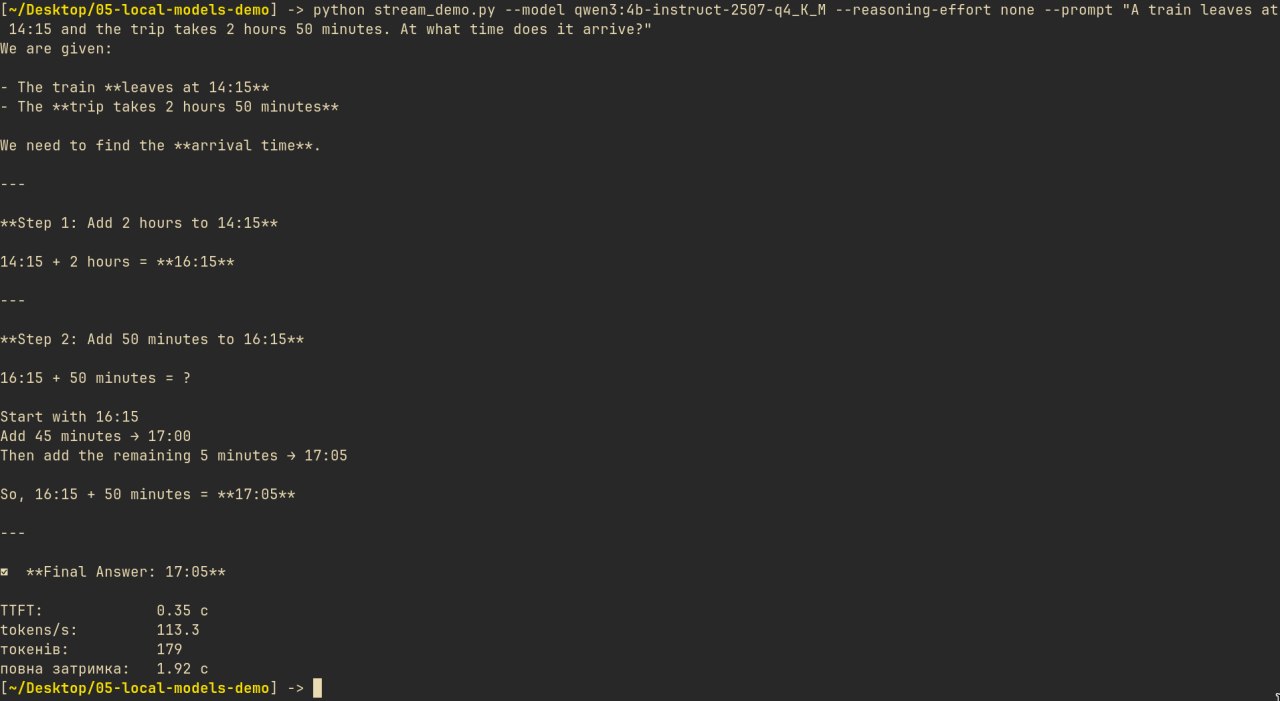 [~/Desktop/05-local-models-demo] -> python stream_demo.py --model qwen3:4b-instruct-2507-q4_K_M --reasoning-effort none --prompt "A train leaves at
14:15 and the trip takes 2 hours 50 minutes. At what time does it arrive?"
We are given:

- The train **leaves at 14:15**
- The **trip takes 2 hours 50 minutes**

We need to find the **arrival time**.

---

**Step 1: Add 2 hours to 14:15**

14:15 + 2 hours = **16:15**

---

**Step 2: Add 50 minutes to 16:15**

16:15 + 50 minutes = ?

Start with 16:15
Add 45 minutes → 17:00
Then add the remaining 5 minutes → 17:05

So, 16:15 + 50 minutes = **17:05**

---

☑ **Final Answer: 17:05**

TTFT: 0.35 с
tokens/s: 113.3
токенів: 179
повна затримка: 1.92 с
[~/Desktop/05-local-models-demo] ->